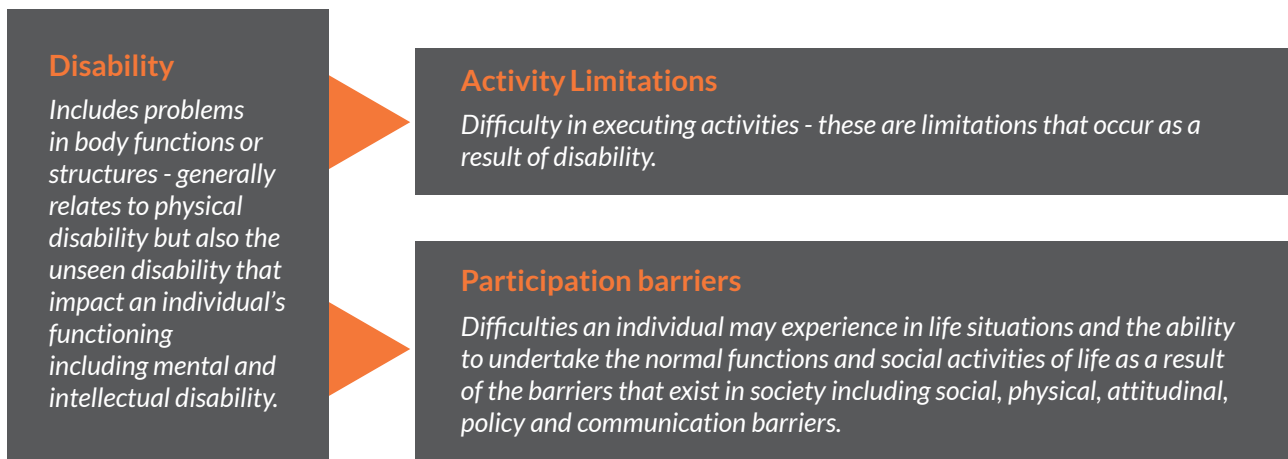 Disability
Includes problems
in body functions or
structures - generally
relates to physical
disability but also the
unseen disability that
impact an individual's
functioning
including mental and
intellectual disability.
Activity Limitations
Difficulty in executing activities - these are limitations that occur as a
result of disability.
Participation barriers
Difficulties an individual may experience in life situations and the ability
to undertake the normal functions and social activities of life as a result
of the barriers that exist in society including social, physical, attitudinal,
policy and communication barriers.